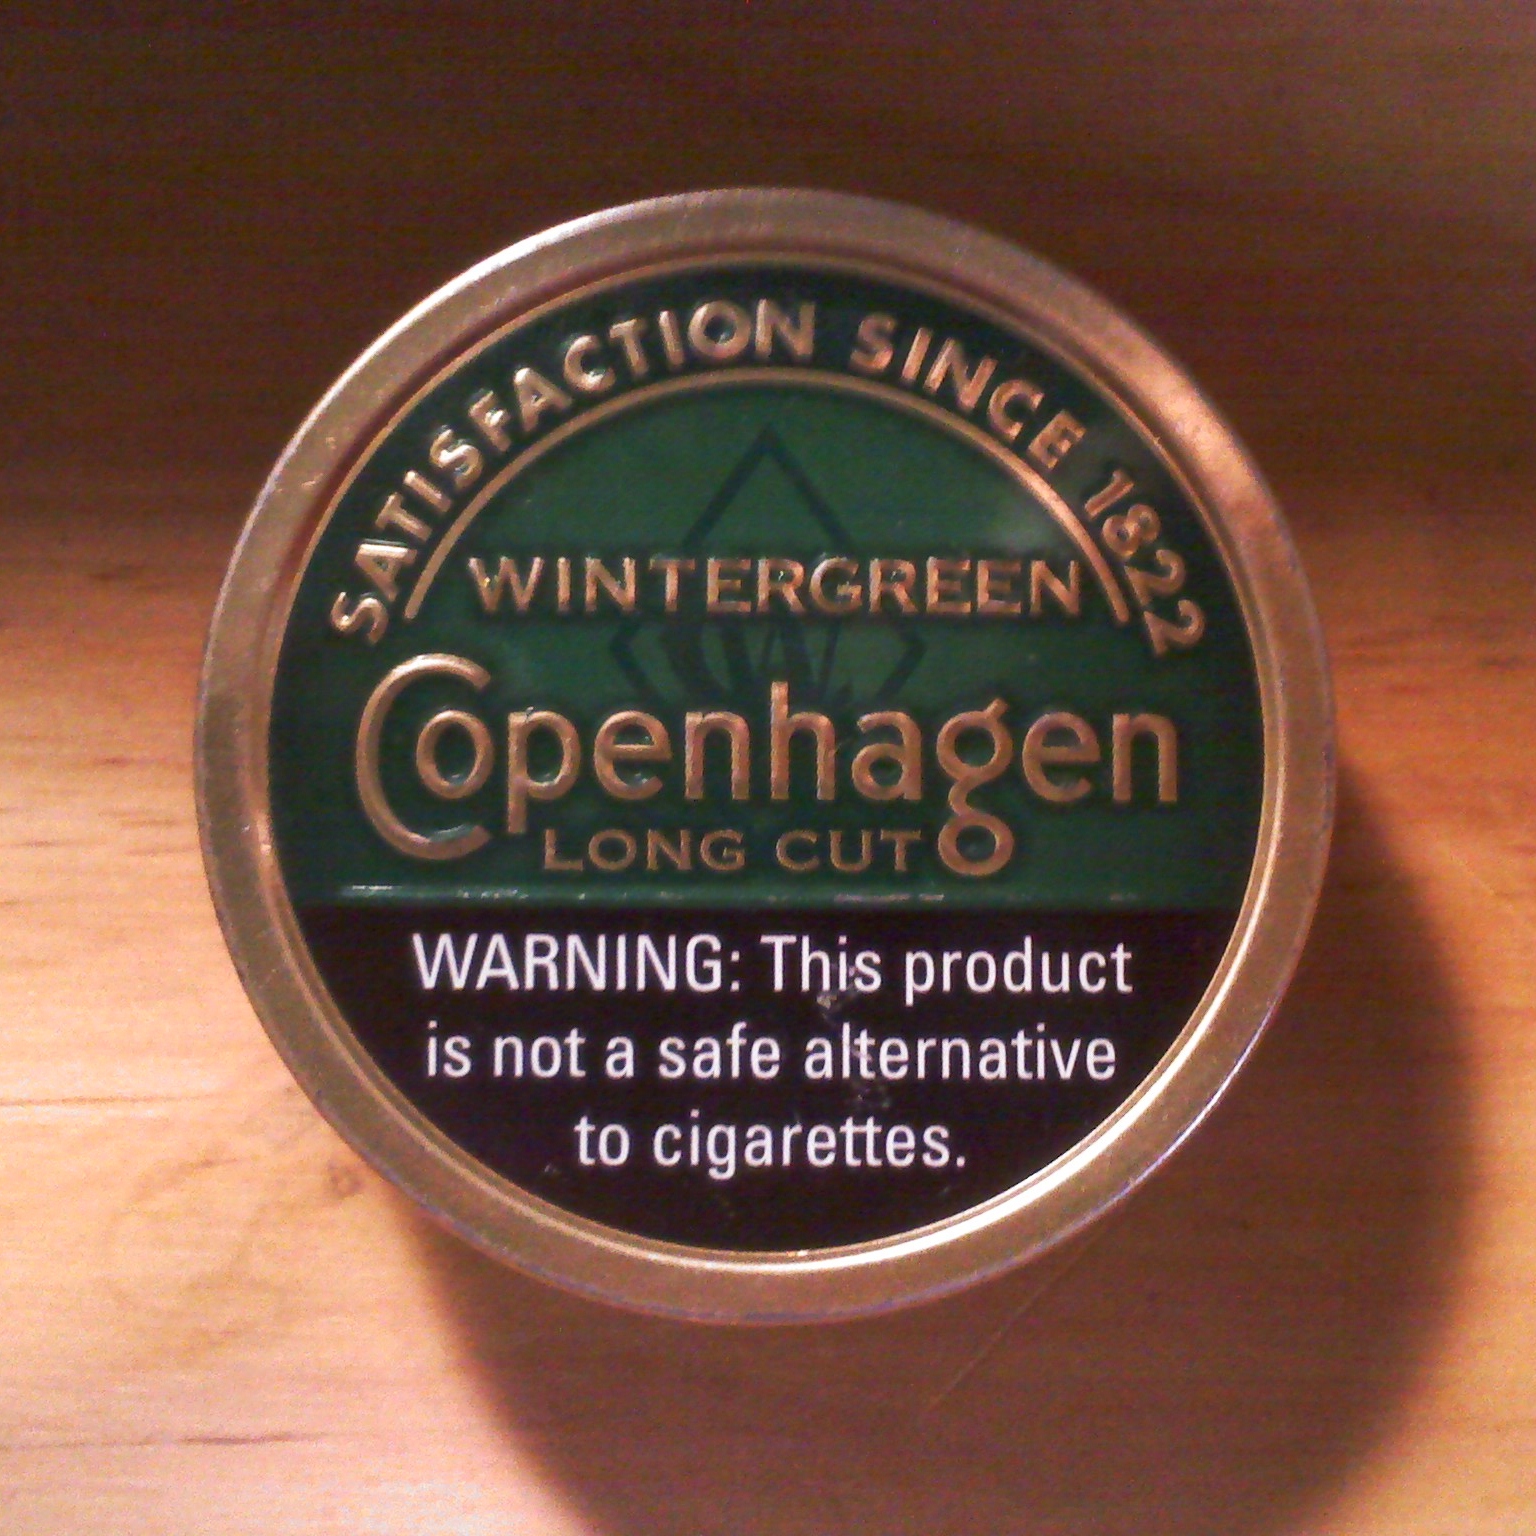 SATISFACTION SINCE 1822
WINTERGREEN
Copenhagen
LONG CUT
WARNING: This product
is not a safe alternative
to cigarettes.